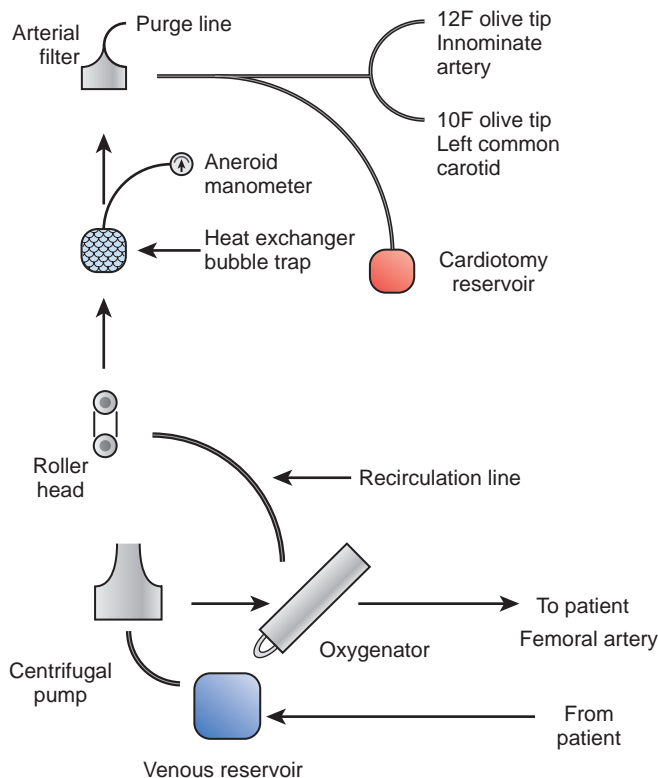 Arterial
filter
Purge line
12F olive tip
Innominate
artery
10F olive tip
Left common
carotid
Aneroid
manometer
Heat exchanger
bubble trap
Cardiotomy
reservoir
Roller
head
Recirculation line
To patient
Femoral artery
Oxygenator
Centrifugal
pump
From
patient
Venous reservoir